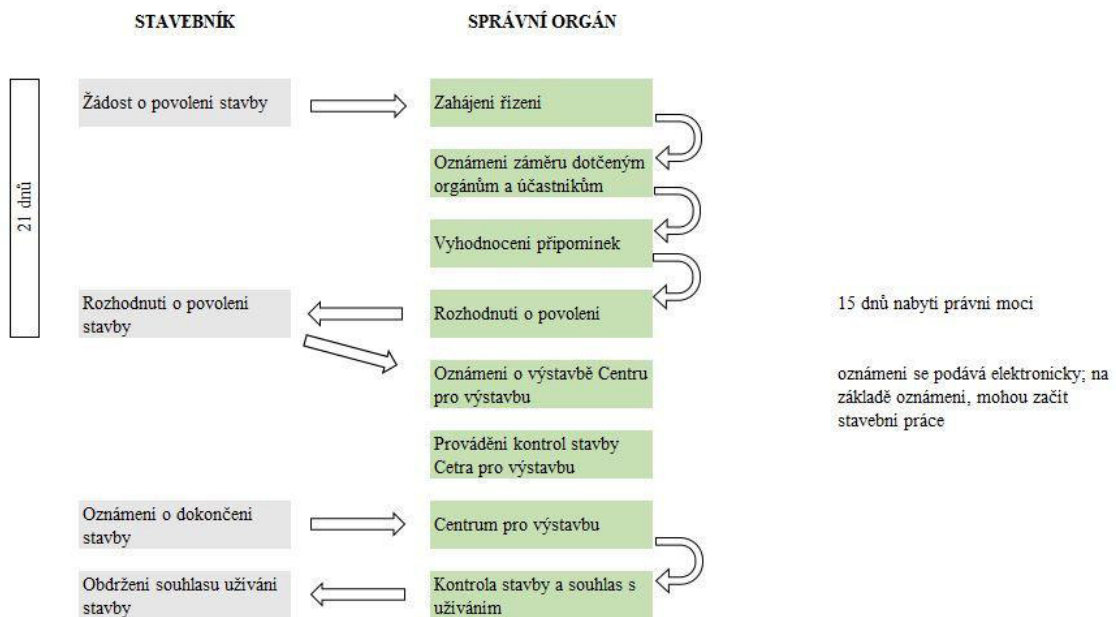 STAVEBNÍK
SPRÁVNÍ ORGÁN
21 dnů
Žádost o povolení stavby
Zahájení řízení
Oznámení záměru dotčeným
orgánům a účastníkům
Vyhodnocení připomínek
Rozhodnutí o povolení
stavby
Rozhodnutí o povolení
15 dnů nabytí právní moci
Oznámení o výstavbě Centru
pro výstavbu
oznámení se podává elektronicky; na
základě oznámení, mohou začít
stavební práce
Provádění kontrol stavby
Cetra pro výstavbu
Oznámení o dokončení
stavby
Centrum pro výstavbu
Obdržení souhlasu užívání
stavby
Kontrola stavby a souhlas s
užíváním